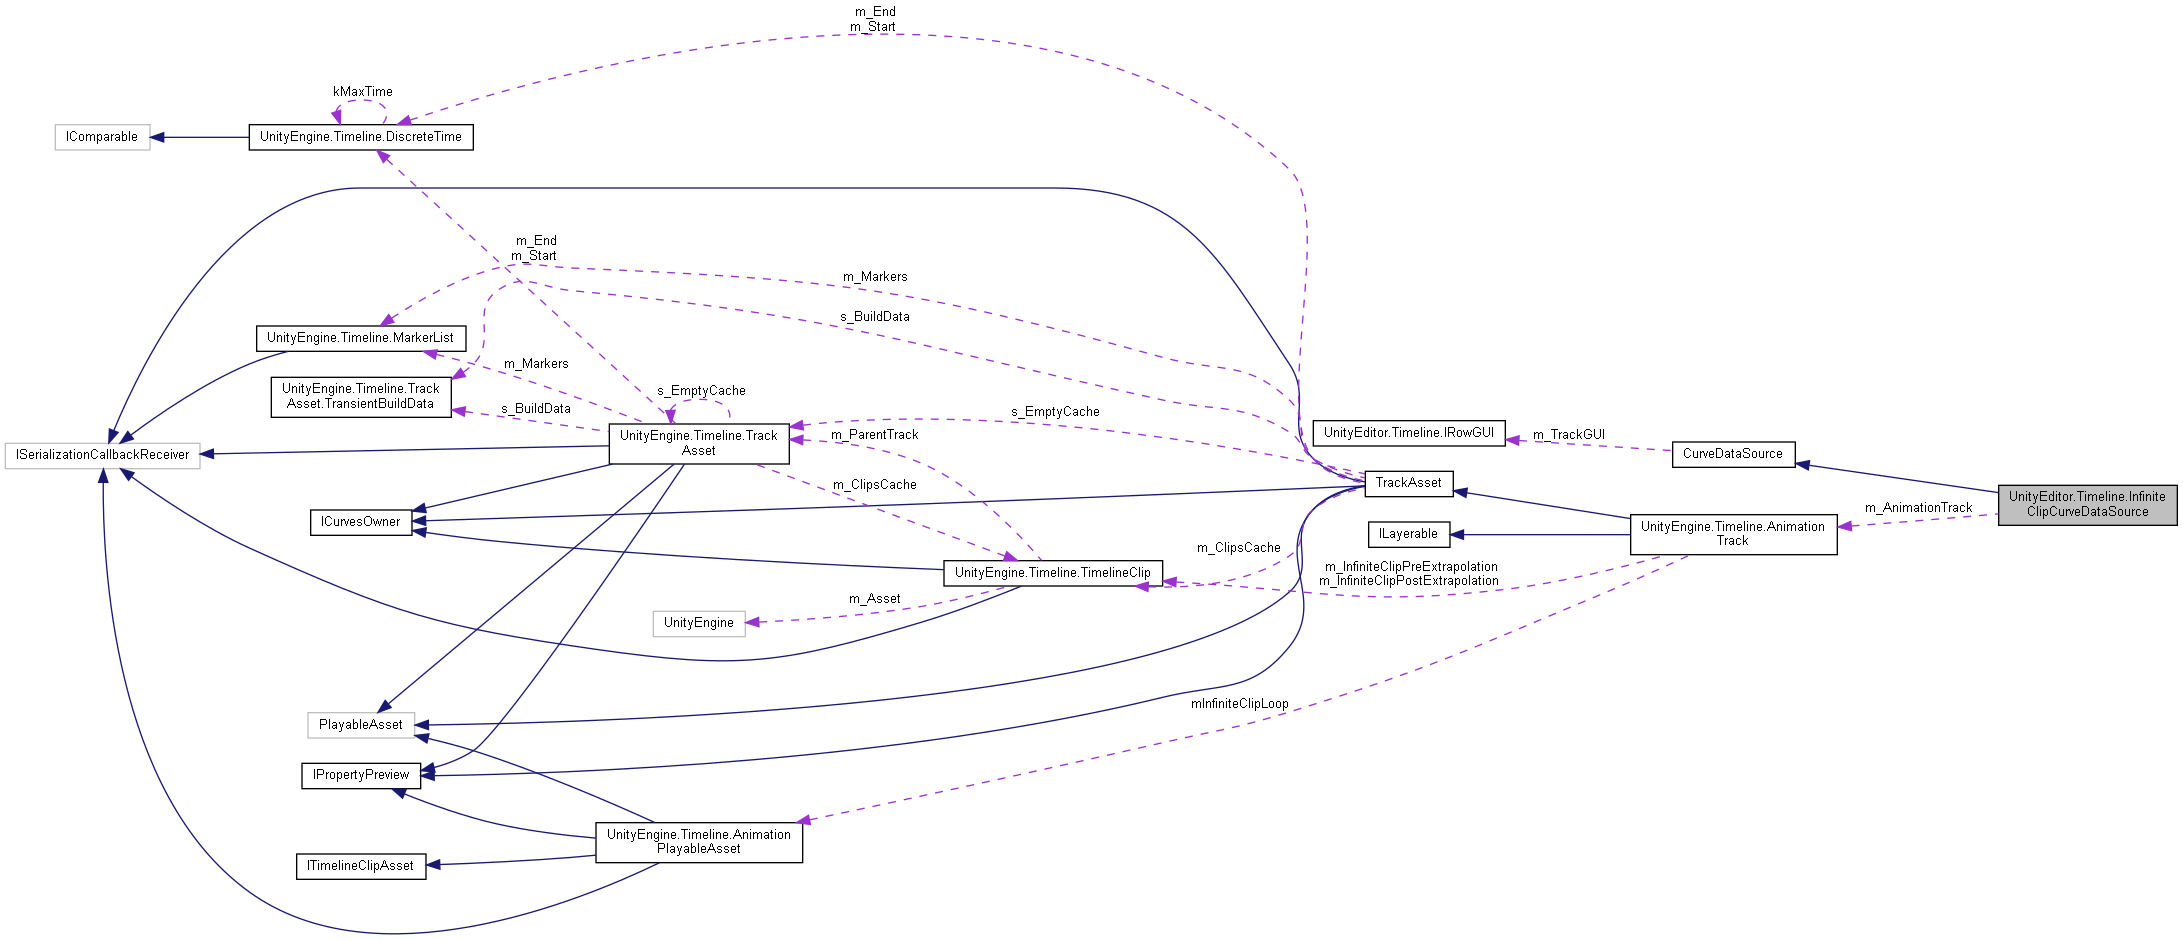 m_End
m_Start
kMaxTime
IComparable
UnityEngine.Timeline.DiscreteTime
m_End
m_Start
m_Markers
s_BuildData
UnityEngine.Timeline.MarkerList
m_Markers
UnityEngine.Timeline.Track
Asset.TransientBuildData
s_BuildData
s_EmptyCache
s_EmptyCache
UnityEngine.Timeline.Track
Asset
m_ParentTrack
UnityEditor.Timeline.IRowGUI
m_TrackGUI
CurveDataSource
ISerializationCallbackReceiver
m_ClipsCache
TrackAsset
UnityEditor.Timeline.Infinite
ClipCurveDataSource
m_AnimationTrack
ICurvesOwner
ILayerable
UnityEngine.Timeline.Animation
Track
m_ClipsCache
UnityEngine.Timeline.TimelineClip
m_InfiniteClipPreExtrapolation
m_InfiniteClipPostExtrapolation
m_Asset
UnityEngine
mInfiniteClipLoop
PlayableAsset
IPropertyPreview
UnityEngine.Timeline.Animation
PlayableAsset
ITimelineClipAsset